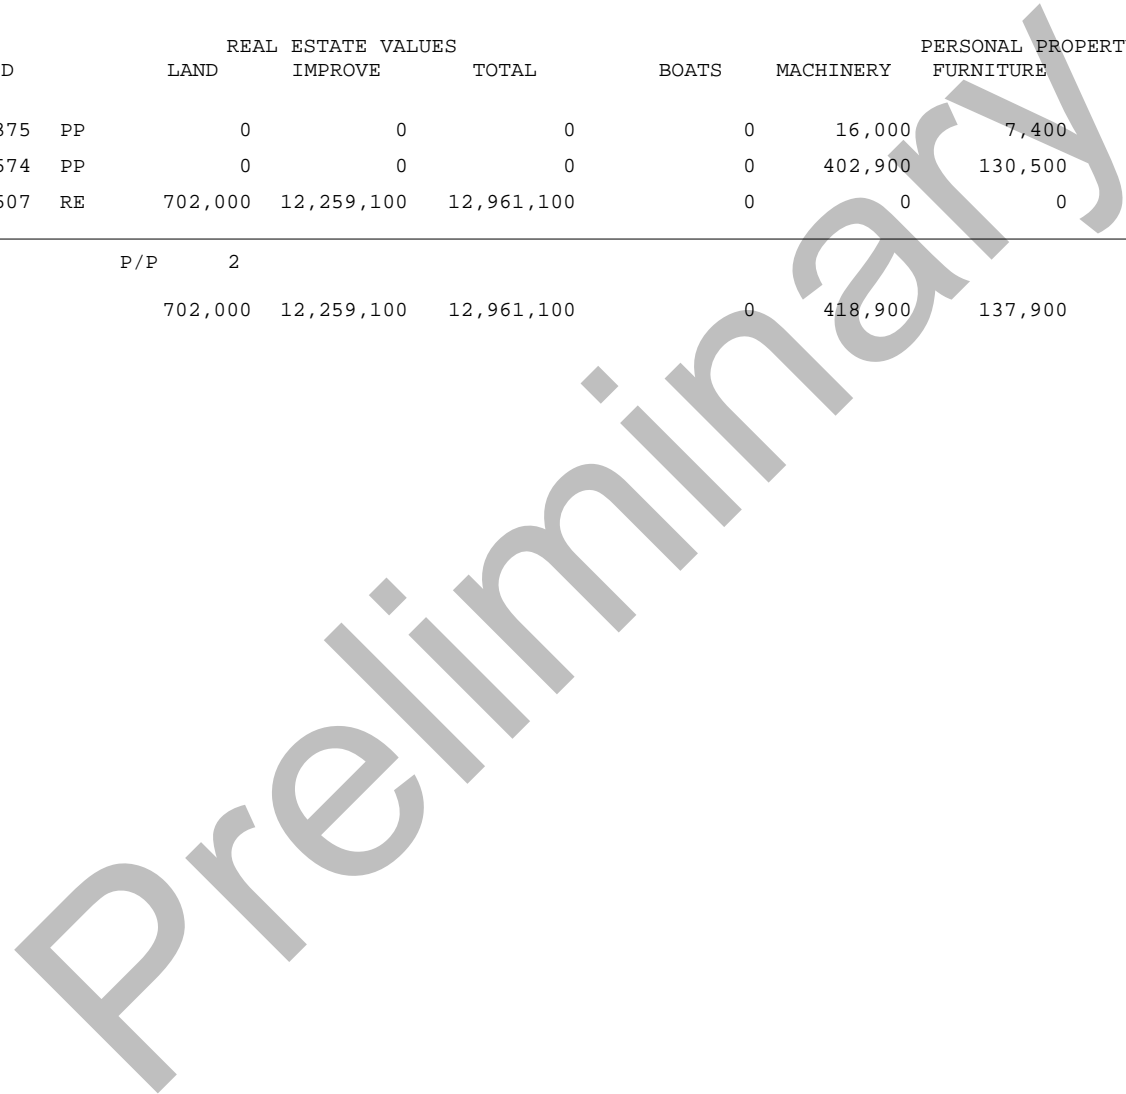 REAL ESTATE VALUES PERSONAL PROPERT
D LAND IMPROVE TOTAL BOATS MACHINERY FURNITURE
375 PP 0 0 0 0 16,000 7,400
574 PP 0 0 0 0 402,900 130,500
507 RE 702,000 12,259,100 12,961,100 0 0 0
P/P 2
702,000 12,259,100 12,961,100 0 418,900 137,900
Preliminary